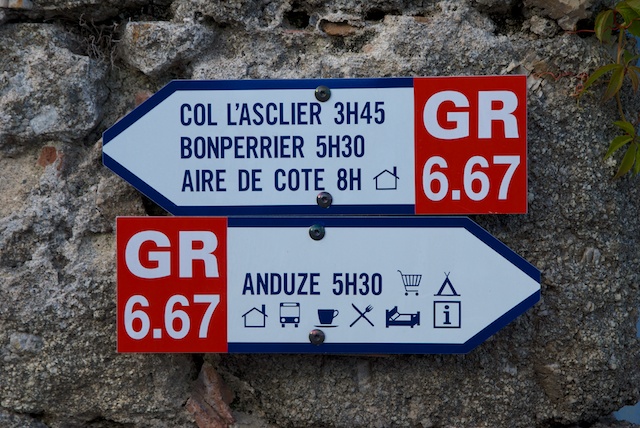 COL L'ASCLIER 3H45
BONPERRIER 5H30
AIRE DE COTE 8H
GR
6.67
GR
6.67
ANDUZE 5H30
i